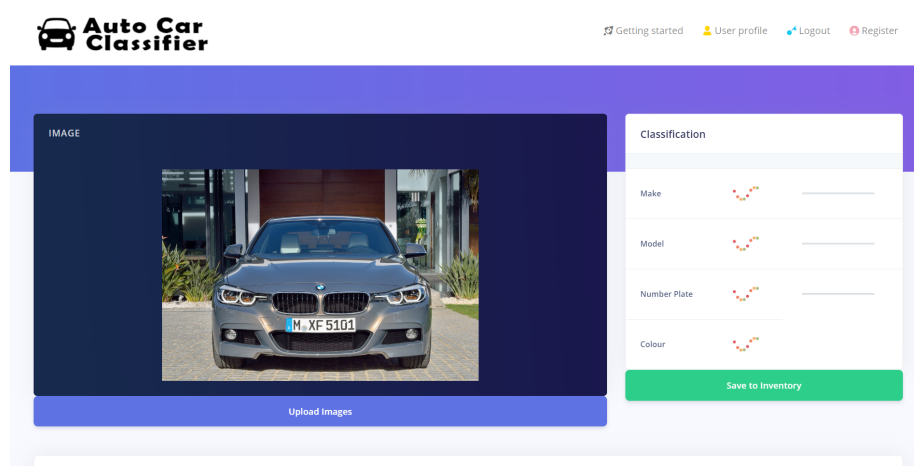 Auto Car
Classifier
Getting started
User profile
Logout
Register
IMAGE
M XF 5101
Upload Images
Classification
Make
Model
Number Plate
Colour
Save to Inventory